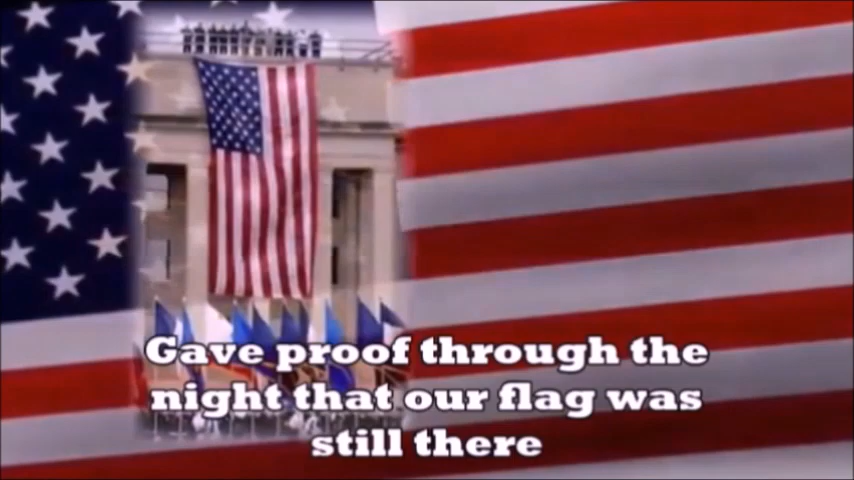 Gave proof through the
night that our flag was
still there